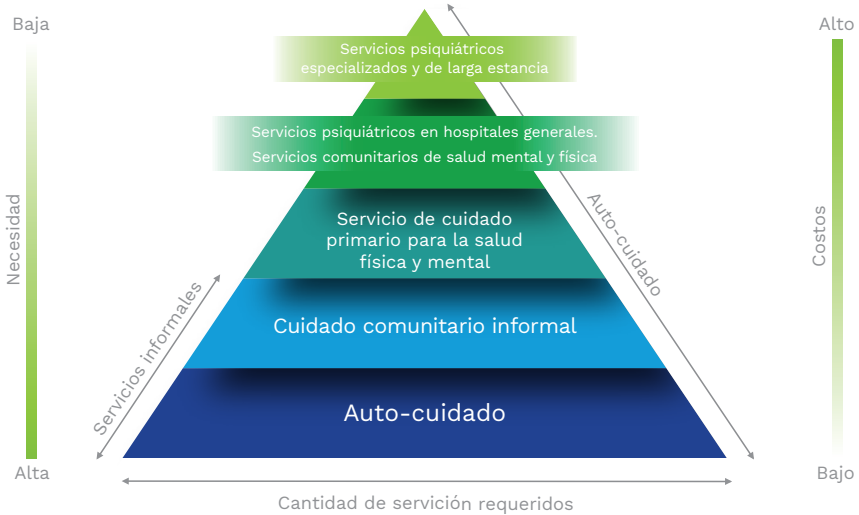 Baja
Alto
Servicios psiquiátricos
especializados y de larga estancia
Servicios psiquiátricos en hospitales generales.
Servicios comunitarios de salud mental y física
Necesidad
Auto-cuidado
Costos
Servicio de cuidado
primario para la salud
física y mental
Servicios informales
Cuidado comunitario informal
Auto-cuidado
Alta
Bajo
Cantidad de servición requeridos